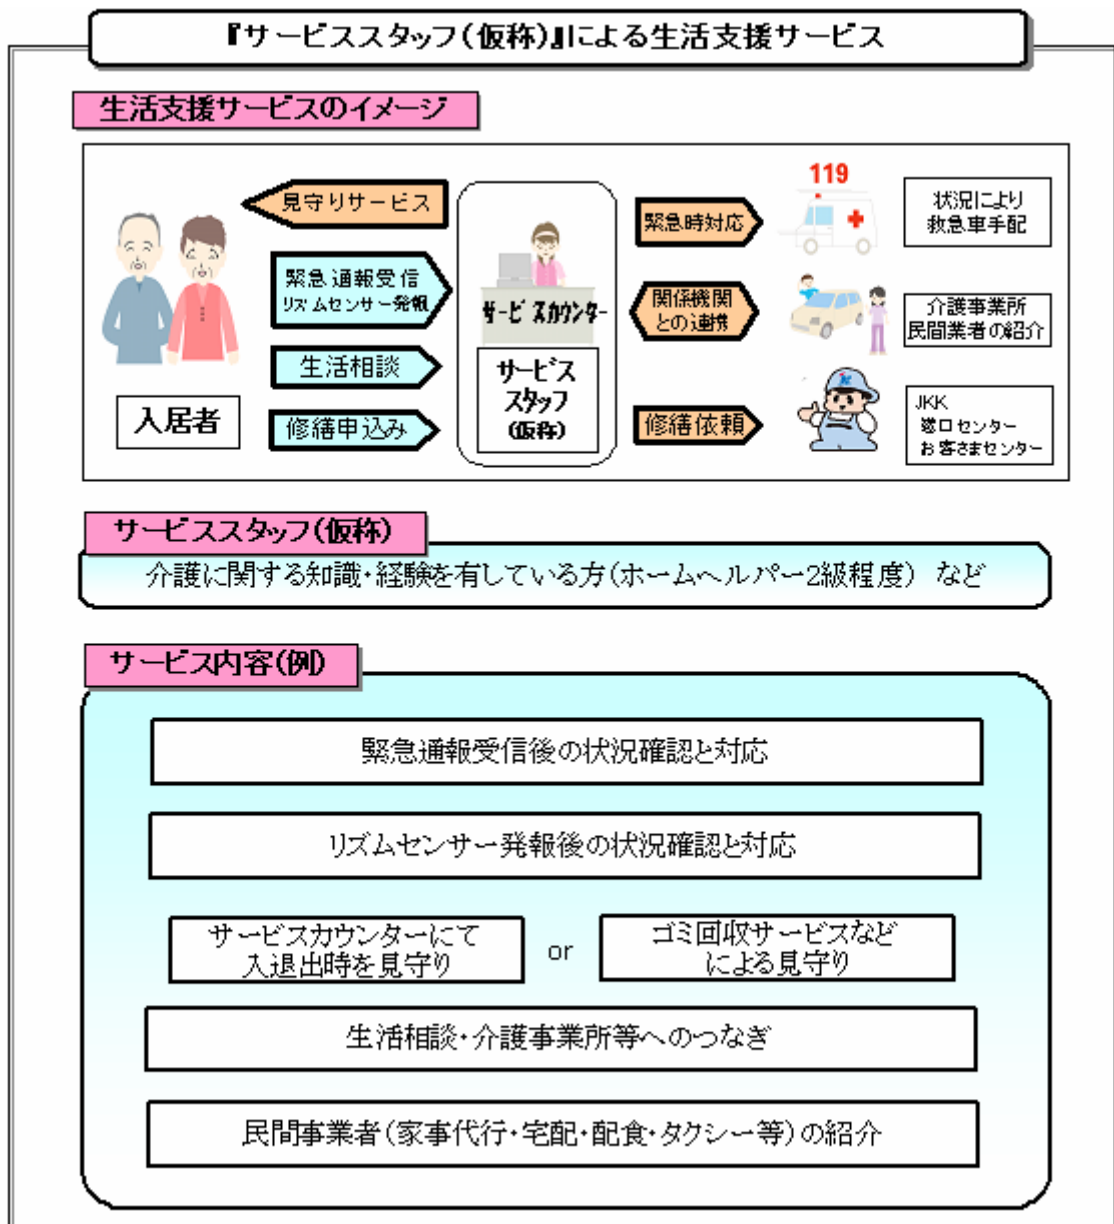 『サービススタッフ(仮称)』による生活支援サービス
生活支援サービスのイメージ
見守りサービス
緊急通報受信
リズムセンサー発報
生活相談
修繕申込み
入居者
サービスカウンター
サービス
スタッフ
(仮称)
緊急時対応
関係機関
との連携
修繕依頼
119
状況により
救急車手配
介護事業所
民間業者の紹介
JKK
窓口センター
お客さまセンター
サービススタッフ(仮称)
介護に関する知識・経験を有している方(ホームヘルパー2級程度) など
サービス内容(例)
緊急通報受信後の状況確認と対応
リズムセンサー発報後の状況確認と対応
サービスカウンターにて
入退出時を見守り
or
ゴミ回収サービスなど
による見守り
生活相談・介護事業所等へのつなぎ
民間事業者(家事代行・宅配・配食・タクシー等)の紹介